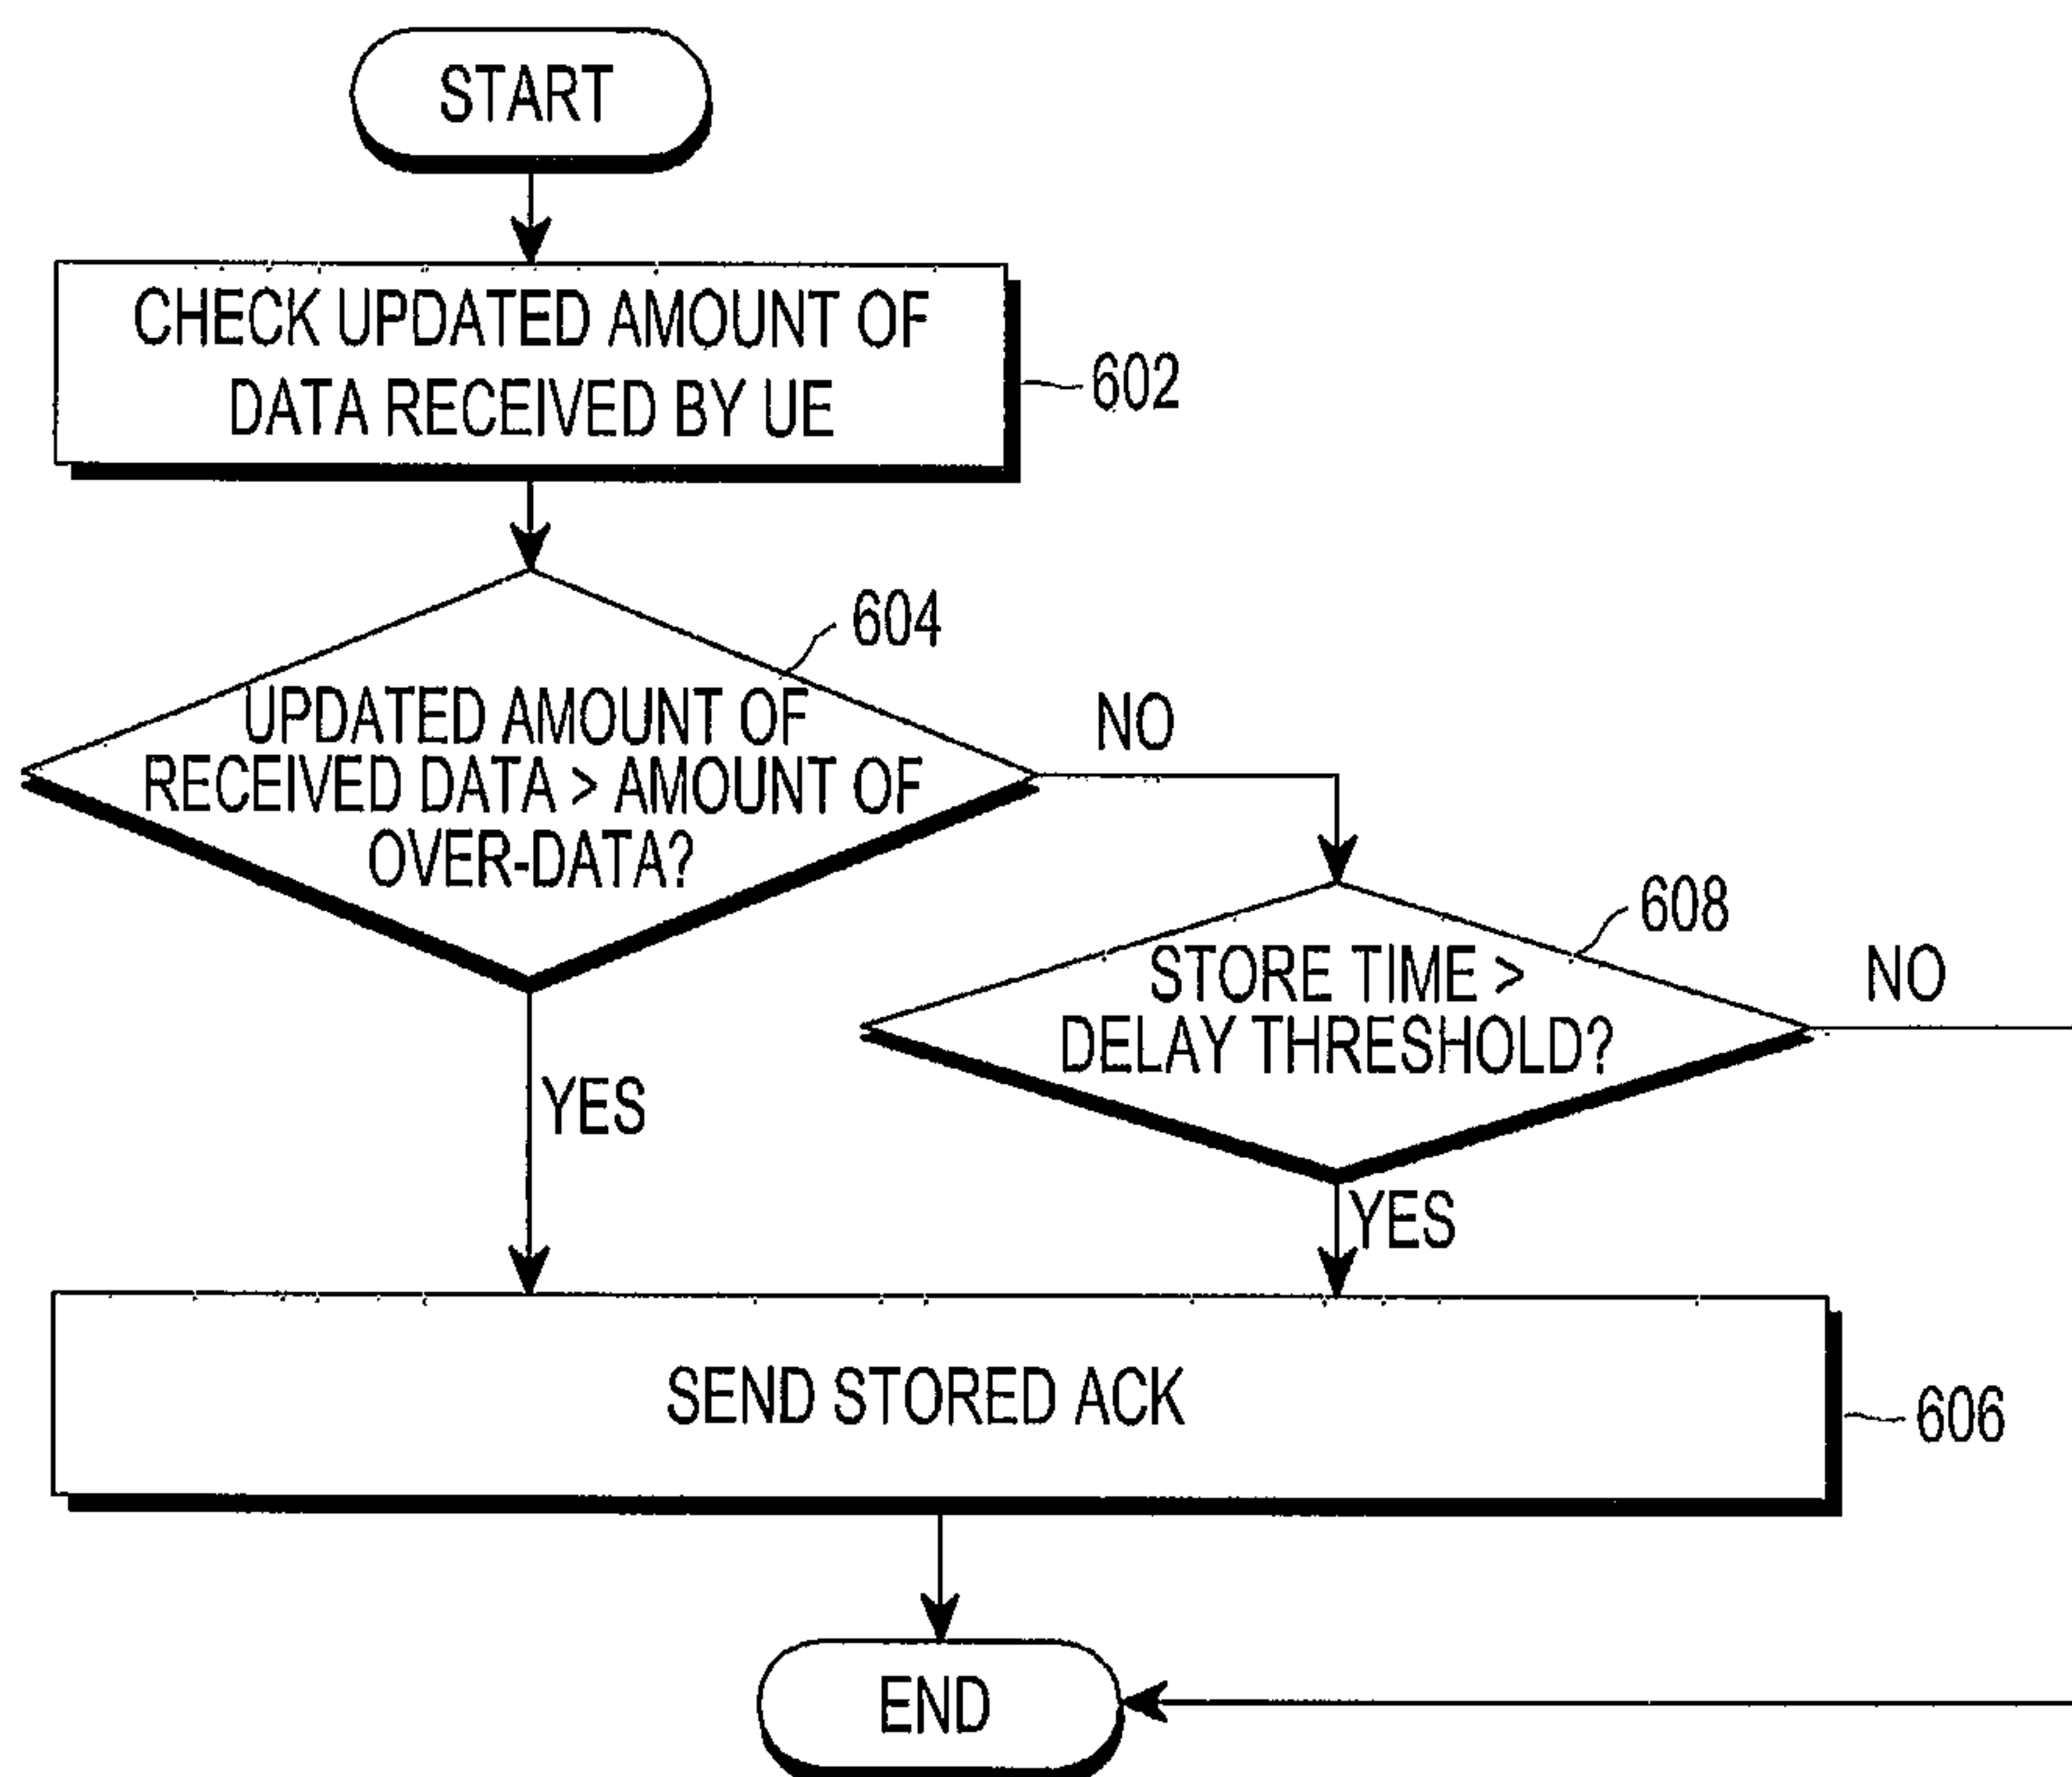 START
CHECK UPDATED AMOUNT OF
DATA RECEIVED BY UE
602
604
UPDATED AMOUNT OF
RECEIVED DATA > AMOUNT OF
OVER-DATA?
NO
608
STORE TIME >
DELAY THRESHOLD?
NO
YES
YES
SEND STORED ACK
606
END